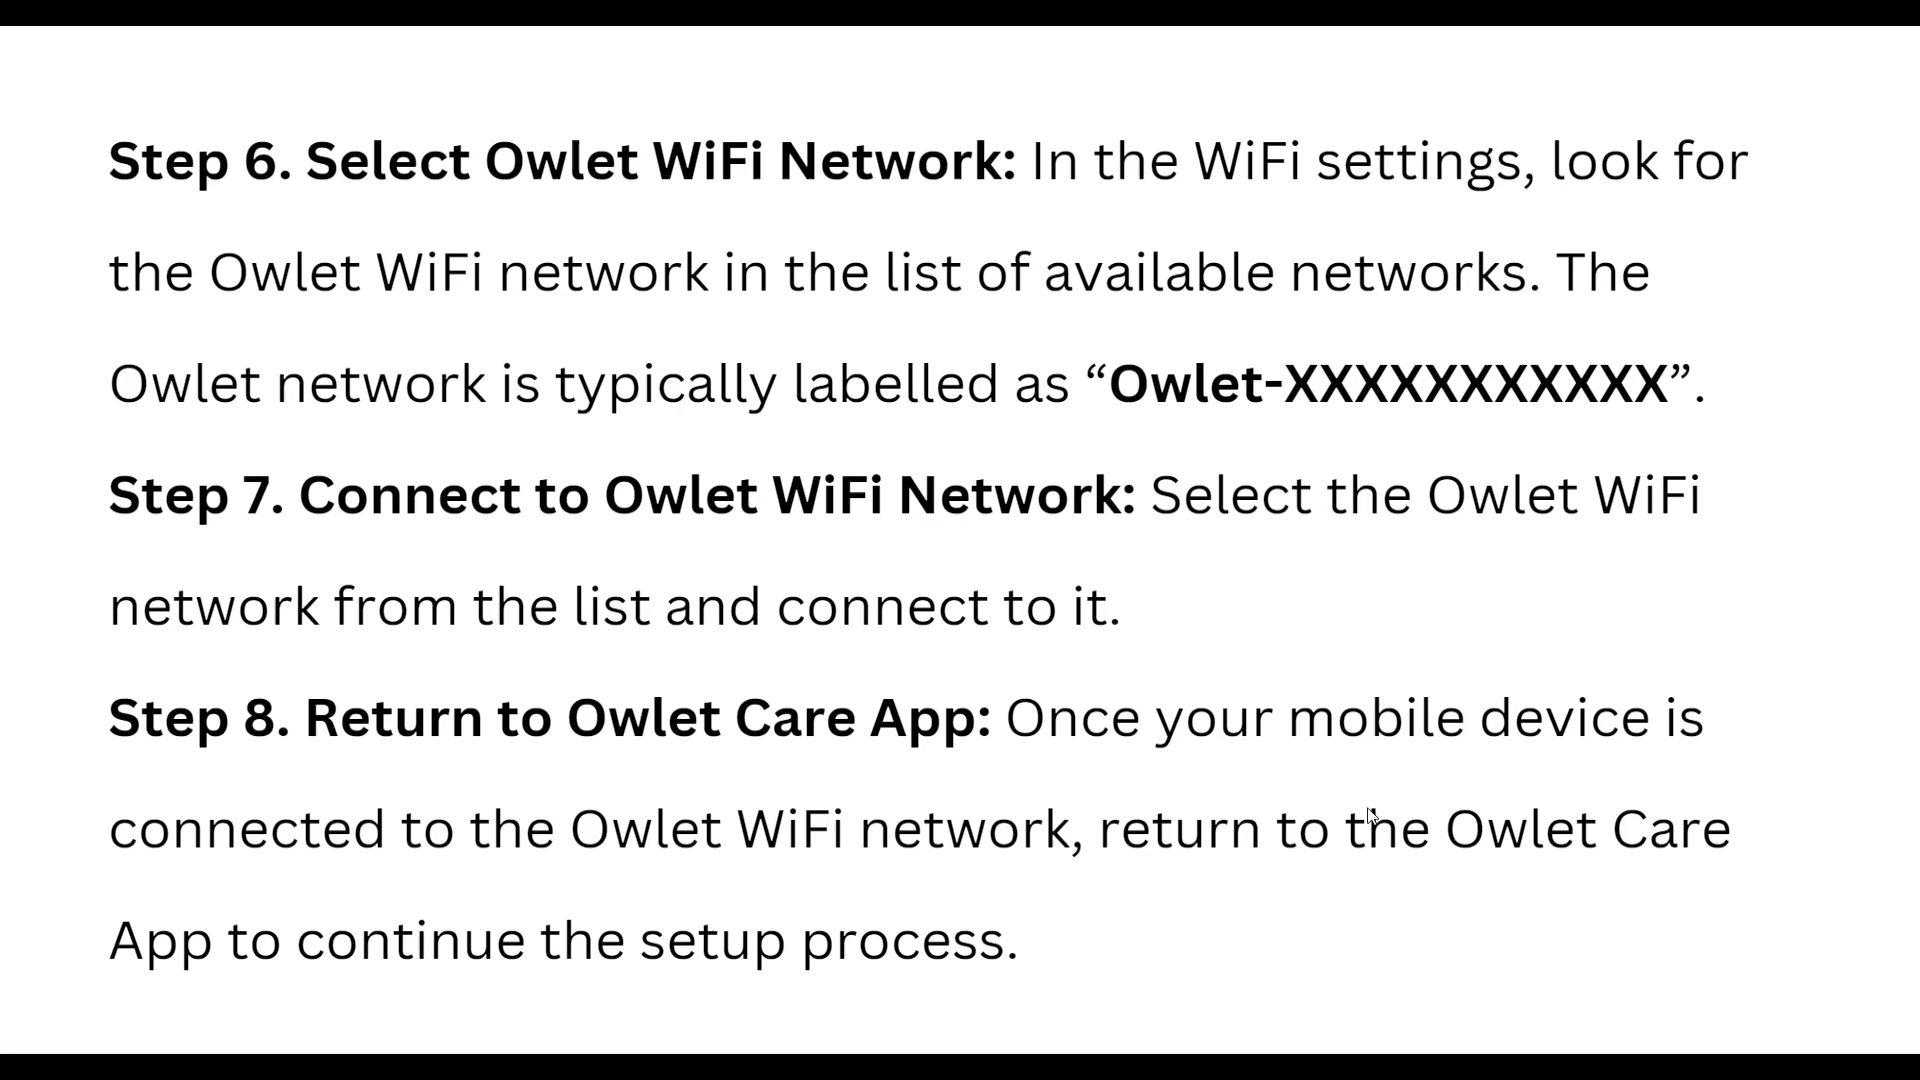 Step 6. Select Owlet WiFi Network: In the WiFi settings, look for
the Owlet WiFi network in the list of available networks. The
Owlet network is typically labelled as “Owlet-XXXXXXXXXXX”.
Step 7. Connect to Owlet WiFi Network: Select the Owlet WiFi
network from the list and connect to it.
Step 8. Return to Owlet Care App: Once your mobile device is
connected to the Owlet WiFi network, return to the Owlet Care
App to continue the setup process.